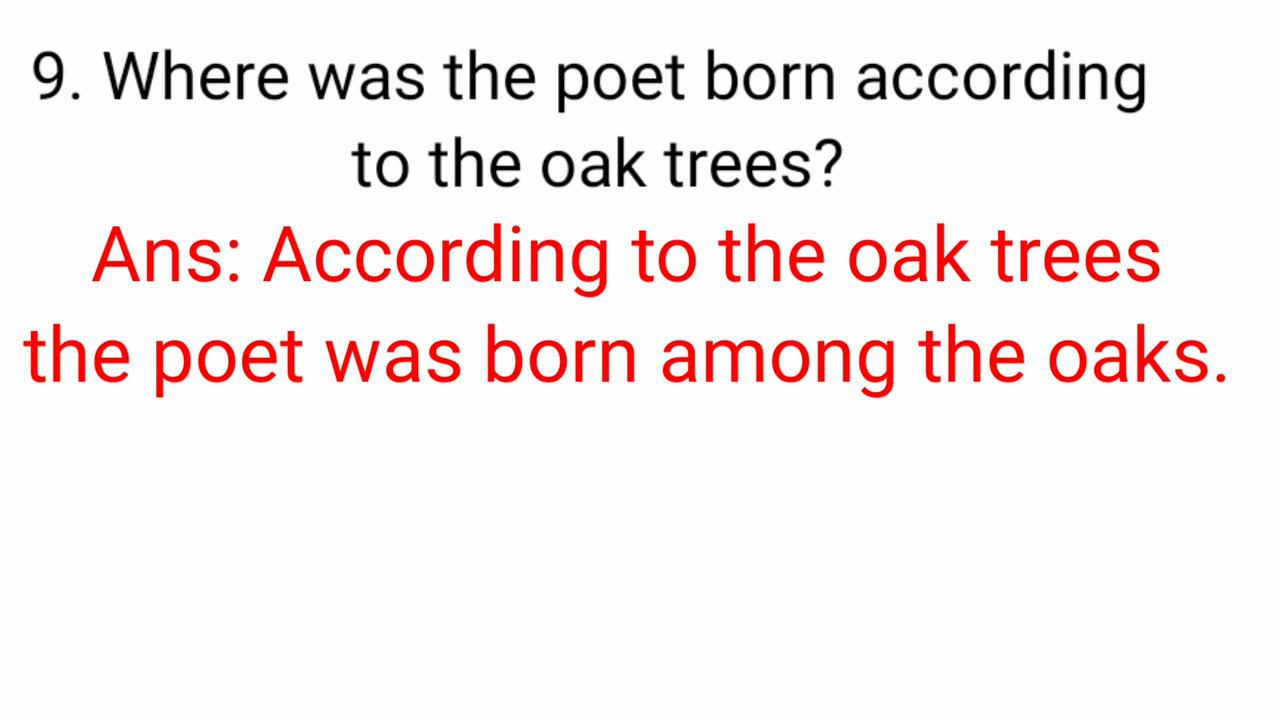 9. Where was the poet born according
to the oak trees?
Ans: According to the oak trees
the poet was born among the oaks.